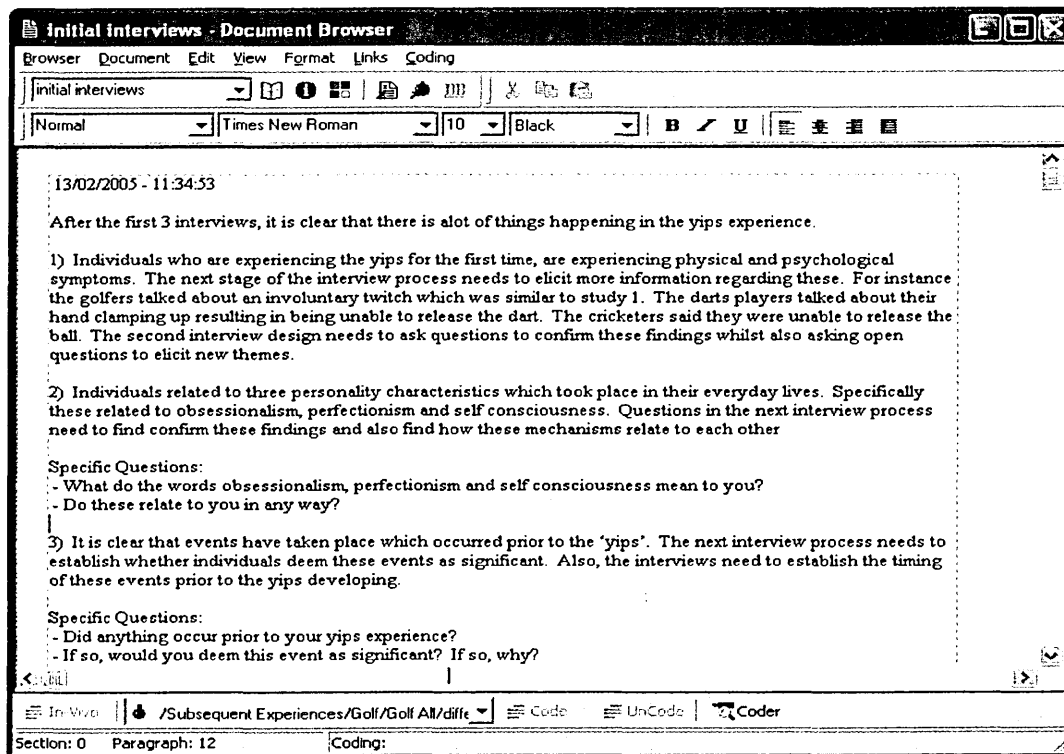 Initial interviews - Document Browser
Browser Document Edit View Format Links Coding
initial interviews
Normal Times New Roman 10 Black B U
13/02/2005 - 11:34:53
After the first 3 interviews, it is clear that there is alot of things happening in the yips experience.
1) Individuals who are experiencing the yips for the first time, are experiencing physical and psychological
symptoms. The next stage of the interview process needs to elicit more information regarding these. For instance
the golfers talked about an involuntary twitch which was similar to study 1. The darts players talked about their
hand clamping up resulting in being unable to release the dart. The cricketers said they were unable to release the
ball. The second interview design needs to ask questions to confirm these findings whilst also asking open
questions to elicit new themes.
2) Individuals related to three personality characteristics which took place in their everyday lives. Specifically
these related to obsessionalism, perfectionism and self consciousness. Questions in the next interview process
need to find confirm these findings and also find how these mechanisms relate to each other
Specific Questions:
- What do the words obsessionalism, perfectionism and self consciousness mean to you?
- Do these relate to you in any way?
3) It is clear that events have taken place which occurred prior to the 'yips'. The next interview process needs to
establish whether individuals deem these events as significant. Also, the interviews need to establish the timing
of these events prior to the yips developing.
Specific Questions:
- Did anything occur prior to your yips experience?
- If so, would you deem this event as significant? If so, why?
In-Vivo /Subsequent Experiences/Golf/Golf All/diffe Code UnCode Coder
Section: 0 Paragraph: 12 Coding: